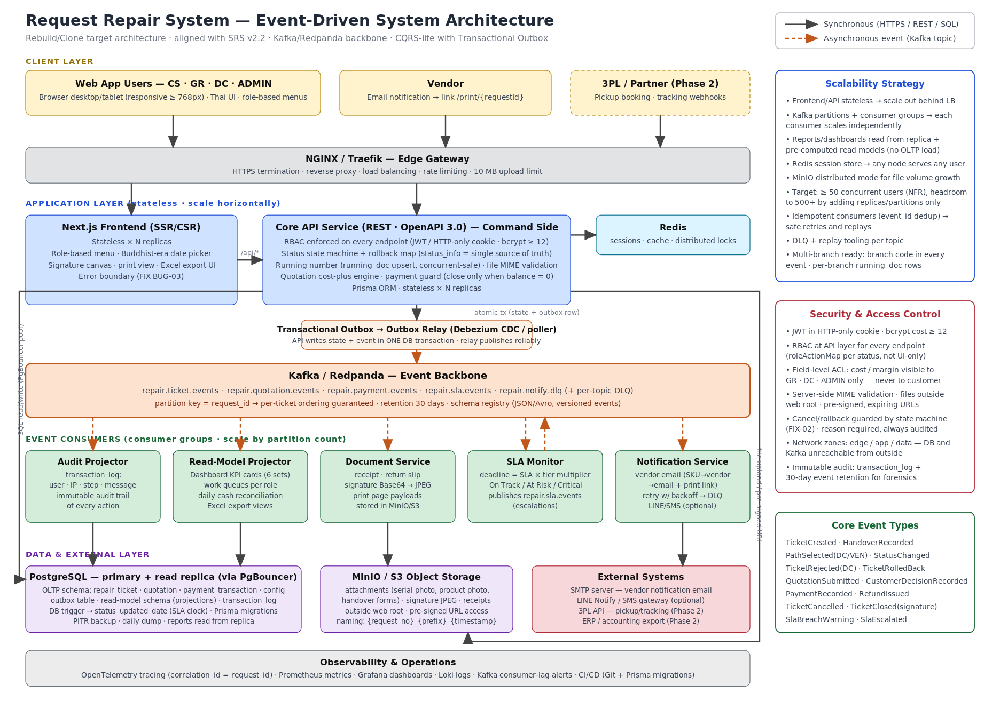 Request Repair System — Event-Driven System Architecture
Rebuild/Clone target architecture · aligned with SRS v2.2 · Kafka/Redpanda backbone · CQRS-lite with Transactional Outbox
Synchronous (HTTPS / REST / SQL)
Asynchronous event (Kafka topic)
CLIENT LAYER
Web App Users — CS · GR · DC · ADMIN
Browser desktop/tablet (responsive ≥ 768px) · Thai UI · role-based menus
Vendor
Email notification → link /print/{requestId}
3PL / Partner (Phase 2)
Pickup booking · tracking webhooks
NGINX / Traefik — Edge Gateway
HTTPS termination · reverse proxy · load balancing · rate limiting · 10 MB upload limit
APPLICATION LAYER (stateless · scale horizontally)
Next.js Frontend (SSR/CSR)
Stateless × N replicas
Role-based menu · Buddhist-era date picker
Signature canvas · print view · Excel export UI
Error boundary (FIX BUG-03)
/api/*
Core API Service (REST · OpenAPI 3.0) — Command Side
RBAC enforced on every endpoint (JWT / HTTP-only cookie · bcrypt ≥ 12)
Status state machine + rollback map (status_info = single source of truth)
Running number (running_doc upsert, concurrent-safe) · file MIME validation
Quotation cost-plus engine · payment guard (close only when balance = 0)
Prisma ORM · stateless × N replicas
Redis
sessions · cache · distributed locks
atomic tx (state + outbox row)
Transactional Outbox → Outbox Relay (Debezium CDC / poller)
API writes state + event in ONE DB transaction · relay publishes reliably
SQL read/write (PgBouncer pool)
Kafka / Redpanda — Event Backbone
repair.ticket.events · repair.quotation.events · repair.payment.events · repair.sla.events · repair.notify.dlq (+ per-topic DLQ)
partition key = request_id → per-ticket ordering guaranteed · retention 30 days · schema registry (JSON/Avro, versioned events)
EVENT CONSUMERS (consumer groups · scale by partition count)
Audit Projector
transaction_log:
user · IP · step · message
immutable audit trail
of every action
Read-Model Projector
Dashboard KPI cards (6 sets)
work queues per role
daily cash reconciliation
Excel export views
Document Service
receipt · return slip
signature Base64 → JPEG
print page payloads
stored in MinIO/S3
SLA Monitor
deadline = SLA × tier multiplier
On Track / At Risk / Critical
publishes repair.sla.events
(escalations)
Notification Service
vendor email (SKU→vendor
→email + print link)
retry w/ backoff → DLQ
LINE/SMS (optional)
file upload / pre-signed URL
DATA & EXTERNAL LAYER
PostgreSQL — primary + read replica (via PgBouncer)
OLTP schema: repair_ticket · quotation · payment_transaction · config
outbox table · read-model schema (projections) · transaction_log
DB trigger → status_updated_date (SLA clock) · Prisma migrations
PITR backup · daily dump · reports read from replica
MinIO / S3 Object Storage
attachments (serial photo, product photo,
handover forms) · signature JPEG · receipts
outside web root · pre-signed URL access
naming: {request_no}_{prefix}_{timestamp}
External Systems
SMTP server — vendor notification email
LINE Notify / SMS gateway (optional)
3PL API — pickup/tracking (Phase 2)
ERP / accounting export (Phase 2)
Observability & Operations
OpenTelemetry tracing (correlation_id = request_id) · Prometheus metrics · Grafana dashboards · Loki logs · Kafka consumer-lag alerts · CI/CD (Git + Prisma migrations)
Scalability Strategy
• Frontend/API stateless → scale out behind LB
• Kafka partitions + consumer groups → each
consumer scales independently
• Reports/dashboards read from replica +
pre-computed read models (no OLTP load)
• Redis session store → any node serves any user
• MinIO distributed mode for file volume growth
• Target: ≥ 50 concurrent users (NFR), headroom
to 500+ by adding replicas/partitions only
• Idempotent consumers (event_id dedup) →
safe retries and replays
• DLQ + replay tooling per topic
• Multi-branch ready: branch code in every
event · per-branch running_doc rows
Security & Access Control
• JWT in HTTP-only cookie · bcrypt cost ≥ 12
• RBAC at API layer for every endpoint
(roleActionMap per status, not UI-only)
• Field-level ACL: cost / margin visible to
GR · DC · ADMIN only — never to customer
• Server-side MIME validation · files outside
web root · pre-signed, expiring URLs
• Cancel/rollback guarded by state machine
(FIX-02) · reason required, always audited
• Network zones: edge / app / data — DB and
Kafka unreachable from outside
• Immutable audit: transaction_log +
30-day event retention for forensics
Core Event Types
TicketCreated · HandoverRecorded
PathSelected(DC/VEN) · StatusChanged
TicketRejected(DC) · TicketRolledBack
QuotationSubmitted · CustomerDecisionRecorded
PaymentRecorded · RefundIssued
TicketCancelled · TicketClosed(signature)
SlaBreachWarning · SlaEscalated